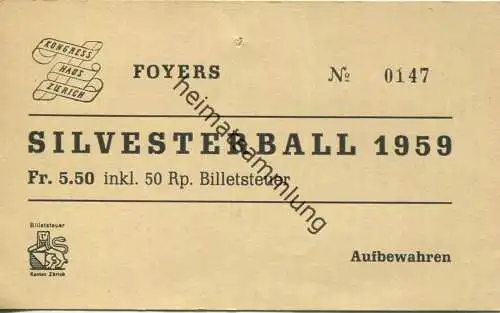 KONGRESS
HAUS
ZÜRICH
FOYERS
№ 0147
SILVESTERBALL 1959
Fr. 5.50 inkl. 50 Rp. Billetsteuer
heimatsammlung
Billetsteuer
Kanton Zürich
Aufbewahren